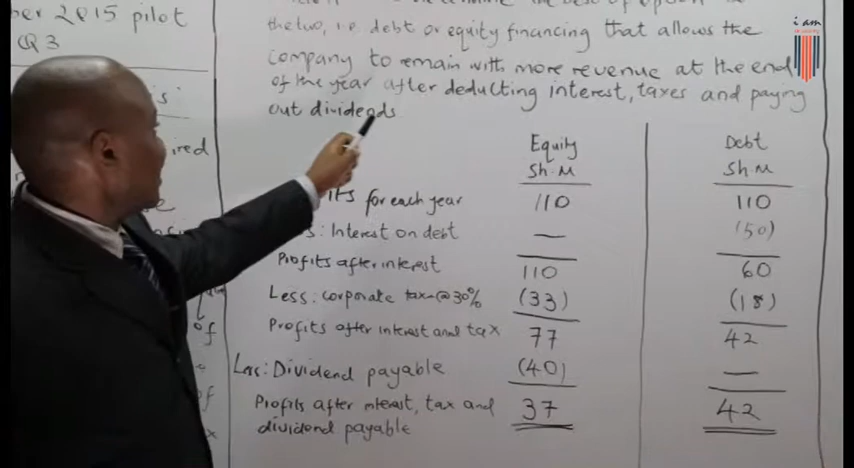 2015 pilot
Q3
the two, i.e. debt or equity financing that allows the
company to remain with more revenue at the end
of the year after deducting interest, taxes and paying
out dividends
i am
Equity Debt
Sh.M Sh.M
for each year 110 110
: Interest on debt — (50)
Profits after interest 110 60
Less: corporate tax @30% (33) (18)
Profits after interest and tax 77 42
Less: Dividend payable (40) —
Profits after interest, tax and 37 42
dividend payable